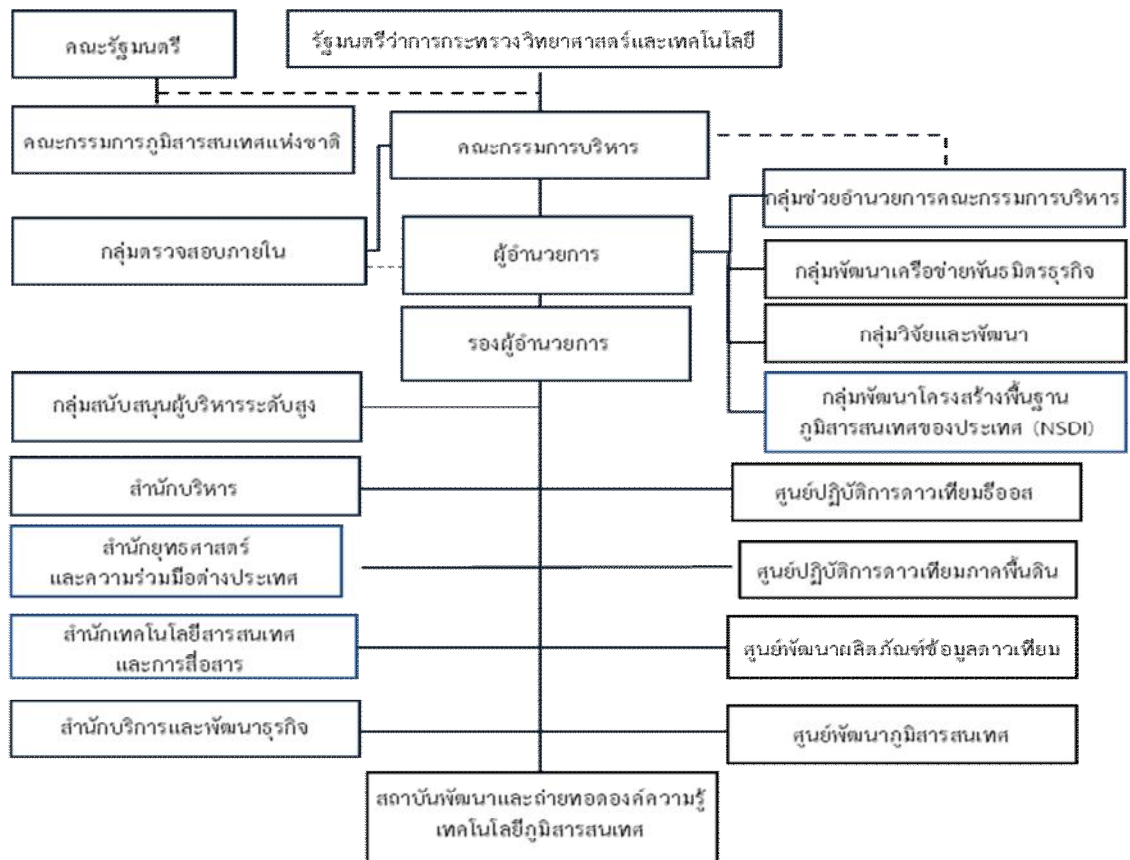 คณะรัฐมนตรี
รัฐมนตรีว่าการกระทรวงวิทยาศาสตร์และเทคโนโลยี
คณะกรรมการภูมิสารสนเทศแห่งชาติ
คณะกรรมการบริหาร
กลุ่มช่วยอำนวยการคณะกรรมการบริหาร
กลุ่มตรวจสอบภายใน
ผู้อำนวยการ
กลุ่มพัฒนาเครือข่ายพันธมิตรธุรกิจ
รองผู้อำนวยการ
กลุ่มวิจัยและพัฒนา
กลุ่มสนับสนุนผู้บริหารระดับสูง
กลุ่มพัฒนาโครงสร้างพื้นฐาน
ภูมิสารสนเทศของประเทศ (NSDI)
สำนักบริหาร
ศูนย์ปฏิบัติการดาวเทียมธีออส
สำนักยุทธศาสตร์
และความร่วมมือต่างประเทศ
ศูนย์ปฏิบัติการดาวเทียมภาคพื้นดิน
สำนักเทคโนโลยีสารสนเทศ
และการสื่อสาร
ศูนย์พัฒนาผลิตภัณฑ์ข้อมูลดาวเทียม
สำนักบริการและพัฒนาธุรกิจ
ศูนย์พัฒนาภูมิสารสนเทศ
สถาบันพัฒนาและถ่ายทอดองค์ความรู้
เทคโนโลยีภูมิสารสนเทศ